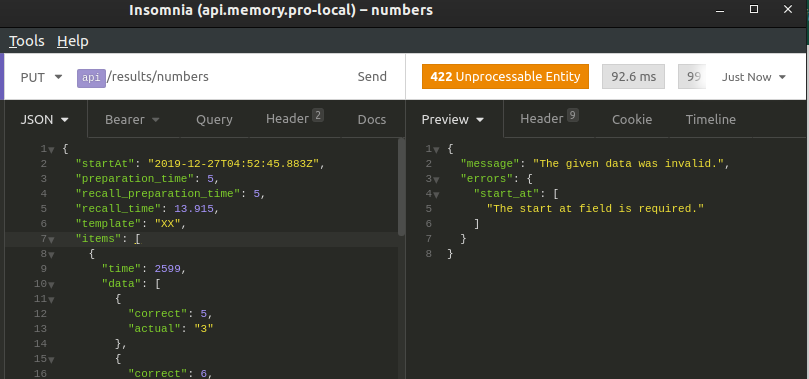 Insomnia (api.memory.pro-local) – numbers
Tools Help
PUT api /results/numbers Send 422 Unprocessable Entity 92.6 ms 99 Just Now
JSON Bearer Query Header 2 Docs Preview Header 9 Cookie Timeline
1 {
2 "startAt": "2019-12-27T04:52:45.883Z",
3 "preparation_time": 5,
4 "recall_preparation_time": 5,
5 "recall_time": 13.915,
6 "template": "XX",
7 "items": [
8 {
9 "time": 2599,
10 "data": [
11 {
12 "correct": 5,
13 "actual": "3"
14 },
15 {
16 "correct": 6,
1 {
2 "message": "The given data was invalid.",
3 "errors": {
4 "start_at": [
5 "The start at field is required."
6 ]
7 }
8 }